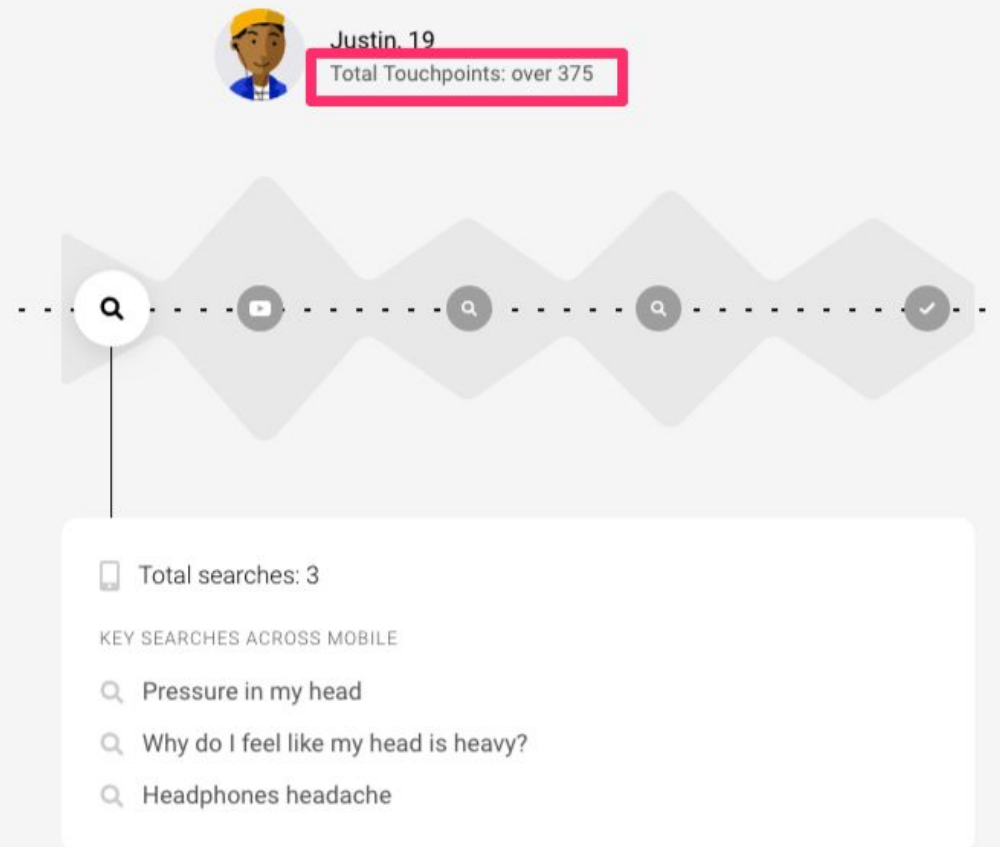 Justin, 19
Total Touchpoints: over 375
Total searches: 3
KEY SEARCHES ACROSS MOBILE
Pressure in my head
Why do I feel like my head is heavy?
Headphones headache